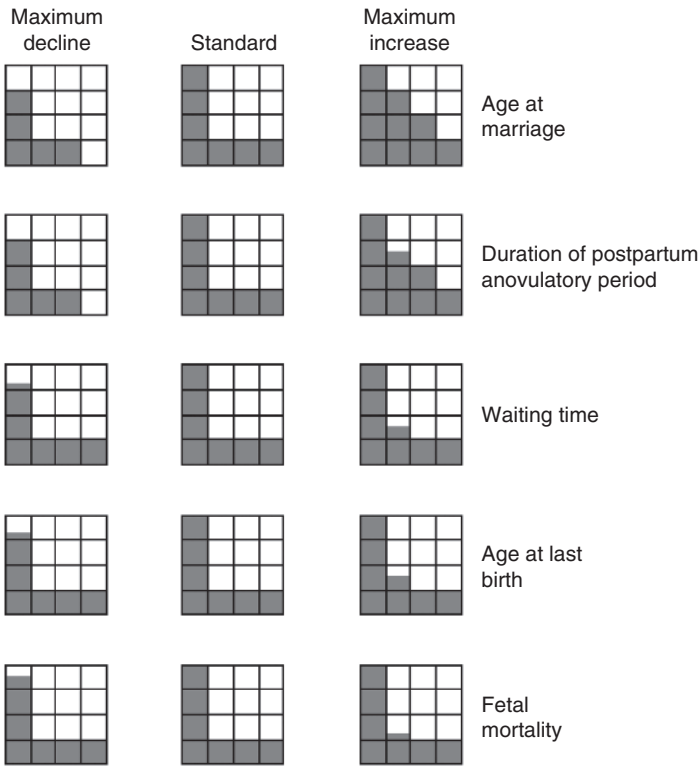 Maximum
decline
Standard
Maximum
increase
Age at
marriage
Duration of postpartum
anovulatory period
Waiting time
Age at last
birth
Fetal
mortality